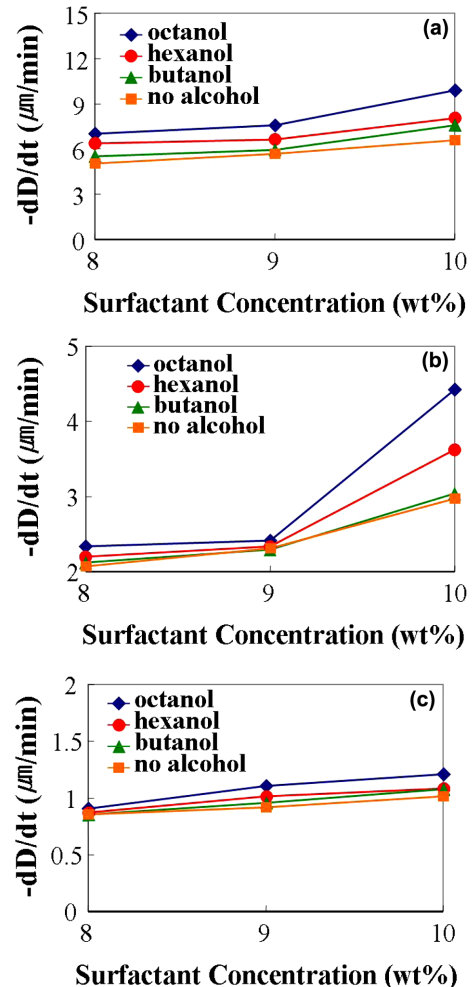 (a)
octanol
hexanol
butanol
no alcohol
15
12
9
6
3
0
-dD/dt (μm/min)
8 9 10
Surfactant Concentration (wt%)
(b)
octanol
hexanol
butanol
no alcohol
5
4
3
2
-dD/dt (μm/min)
8 9 10
Surfactant Concentration (wt%)
(c)
octanol
hexanol
butanol
no alcohol
2
1.5
1
0.5
0
-dD/dt (μm/min)
8 9 10
Surfactant Concentration (wt%)